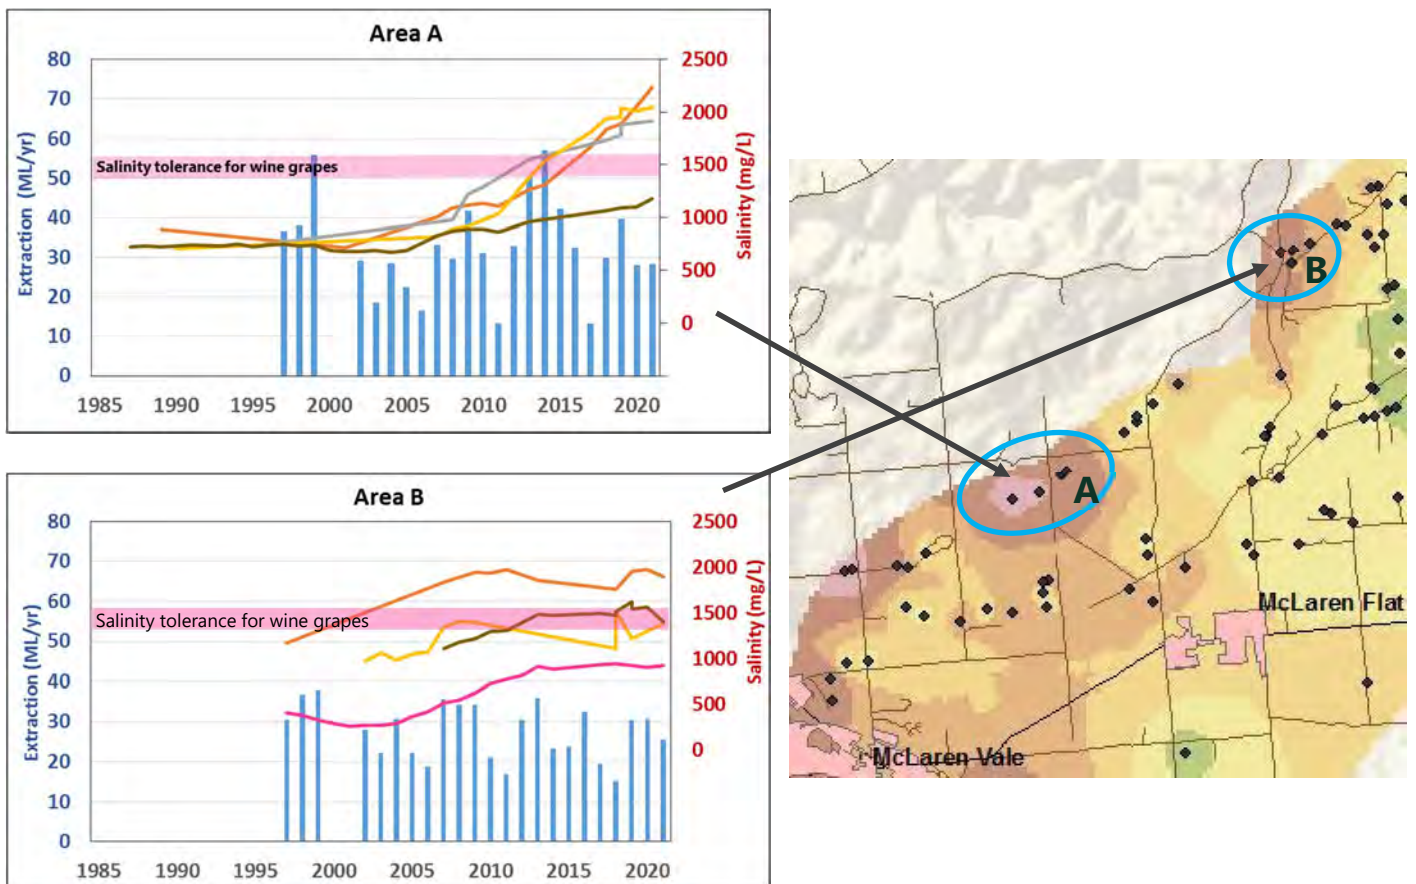 Area A
80
70
60
50
40
30
20
10
0
Extraction (ML/yr)
2500
2000
1500
1000
500
0
Salinity (mg/L)
Salinity tolerance for wine grapes
1985 1990 1995 2000 2005 2010 2015 2020
Area B
80
70
60
50
40
30
20
10
0
Extraction (ML/yr)
2500
2000
1500
1000
500
0
Salinity (mg/L)
Salinity tolerance for wine grapes
1985 1990 1995 2000 2005 2010 2015 2020
B
A
McLaren Flat
McLaren Vale